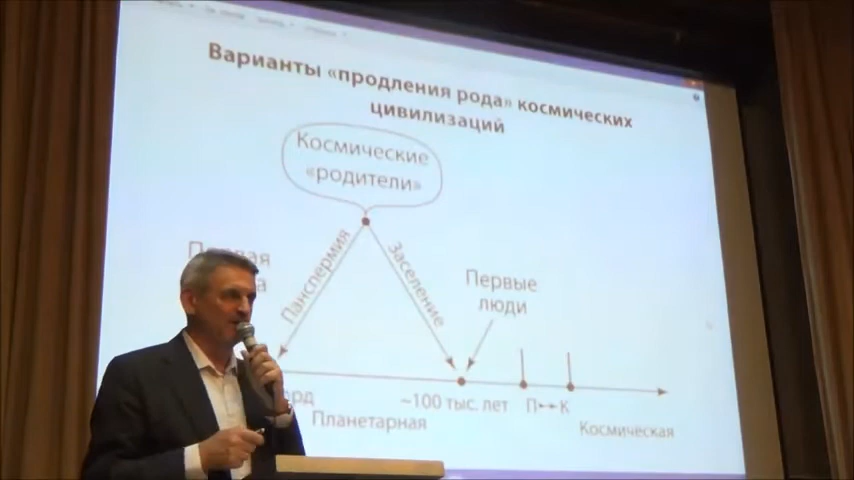 Варианты «продления рода» космических
цивилизаций
Космические
«родители»
Панспермия
Заселение
Первые
люди
~100 тыс. лет
П↔К
Планетарная
Космическая